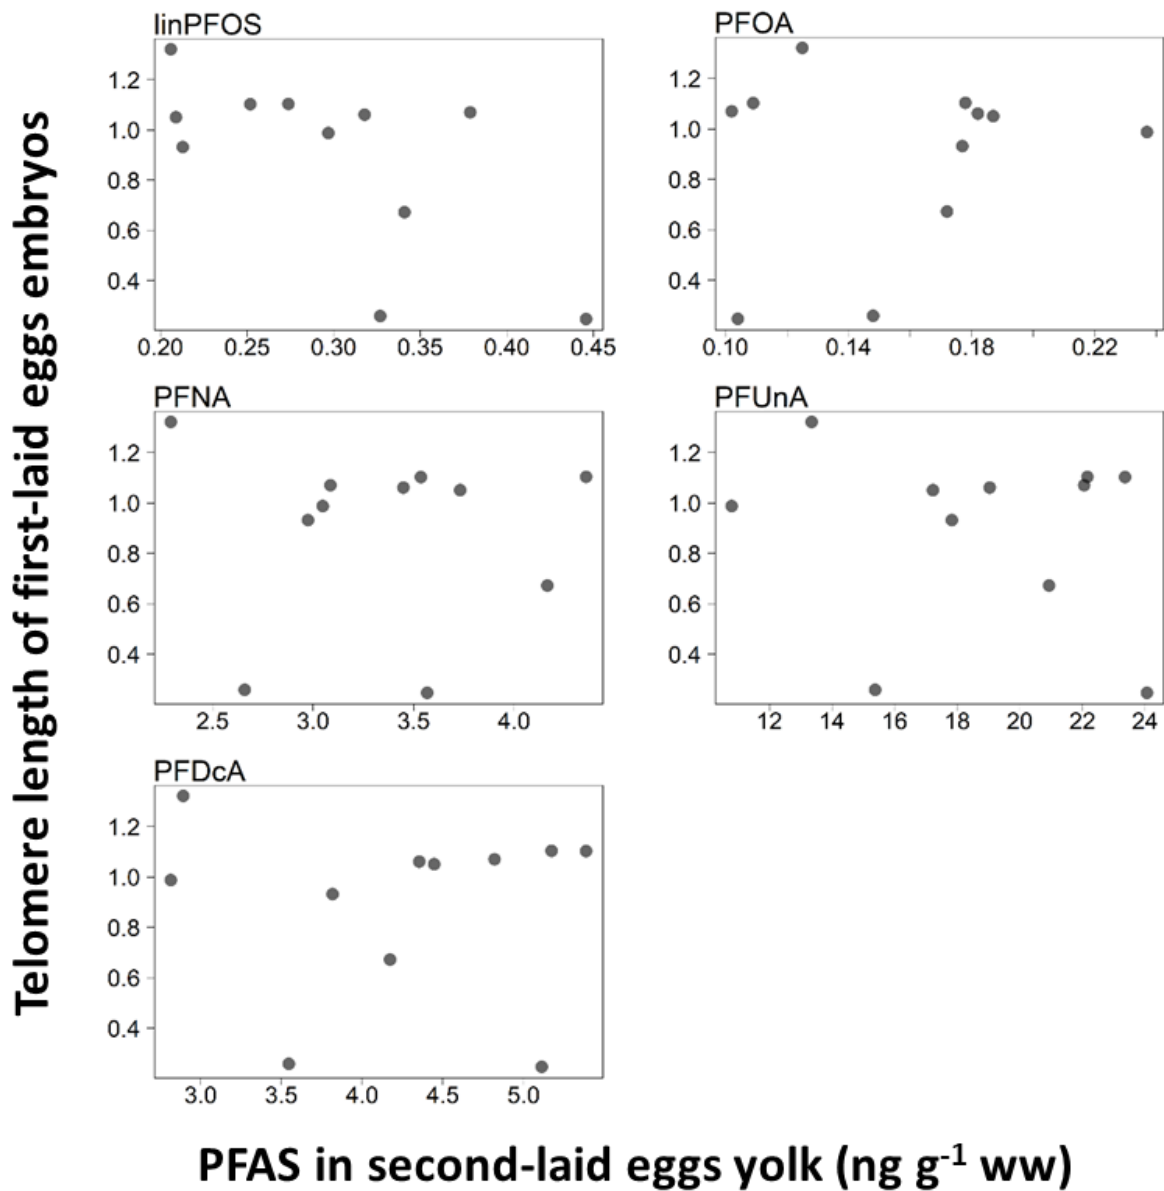 Telomere length of first-laid eggs embryos
linPFOS
1.2
1.0
0.8
0.6
0.4
0.20 0.25 0.30 0.35 0.40 0.45
PFOA
1.2
1.0
0.8
0.6
0.4
0.10 0.14 0.18 0.22
PFNA
1.2
1.0
0.8
0.6
0.4
2.5 3.0 3.5 4.0
PFUnA
1.2
1.0
0.8
0.6
0.4
12 14 16 18 20 22 24
PFDcA
1.2
1.0
0.8
0.6
0.4
3.0 3.5 4.0 4.5 5.0
PFAS in second-laid eggs yolk (ng g⁻¹ ww)